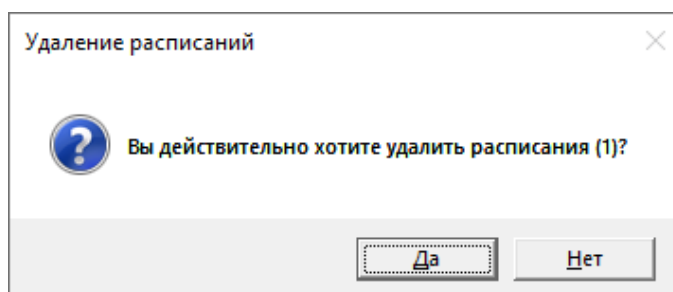 Удаление расписаний
Вы действительно хотите удалить расписания (1)?
Да
Нет